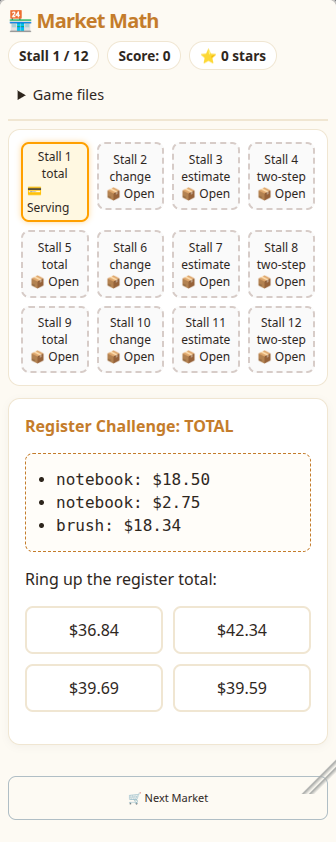 🏪 Market Math
Stall 1 / 12
Score: 0
⭐ 0 stars
▶ Game files
Stall 1
total
💳
Serving
Stall 2
change
📦 Open
Stall 3
estimate
📦 Open
Stall 4
two-step
📦 Open
Stall 5
total
📦 Open
Stall 6
change
📦 Open
Stall 7
estimate
📦 Open
Stall 8
two-step
📦 Open
Stall 9
total
📦 Open
Stall 10
change
📦 Open
Stall 11
estimate
📦 Open
Stall 12
two-step
📦 Open
Register Challenge: TOTAL
• notebook: $18.50
• notebook: $2.75
• brush: $18.34
Ring up the register total:
$36.84
$42.34
$39.69
$39.59
🛒 Next Market